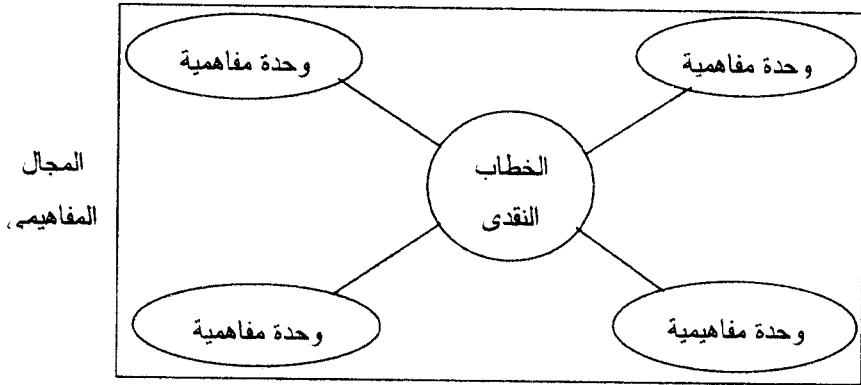 وحدة مفاهمية
وحدة مفاهمية
الخطاب
النقدى
المجال
المفاهيمى
وحدة مفاهيمية
وحدة مفاهمية